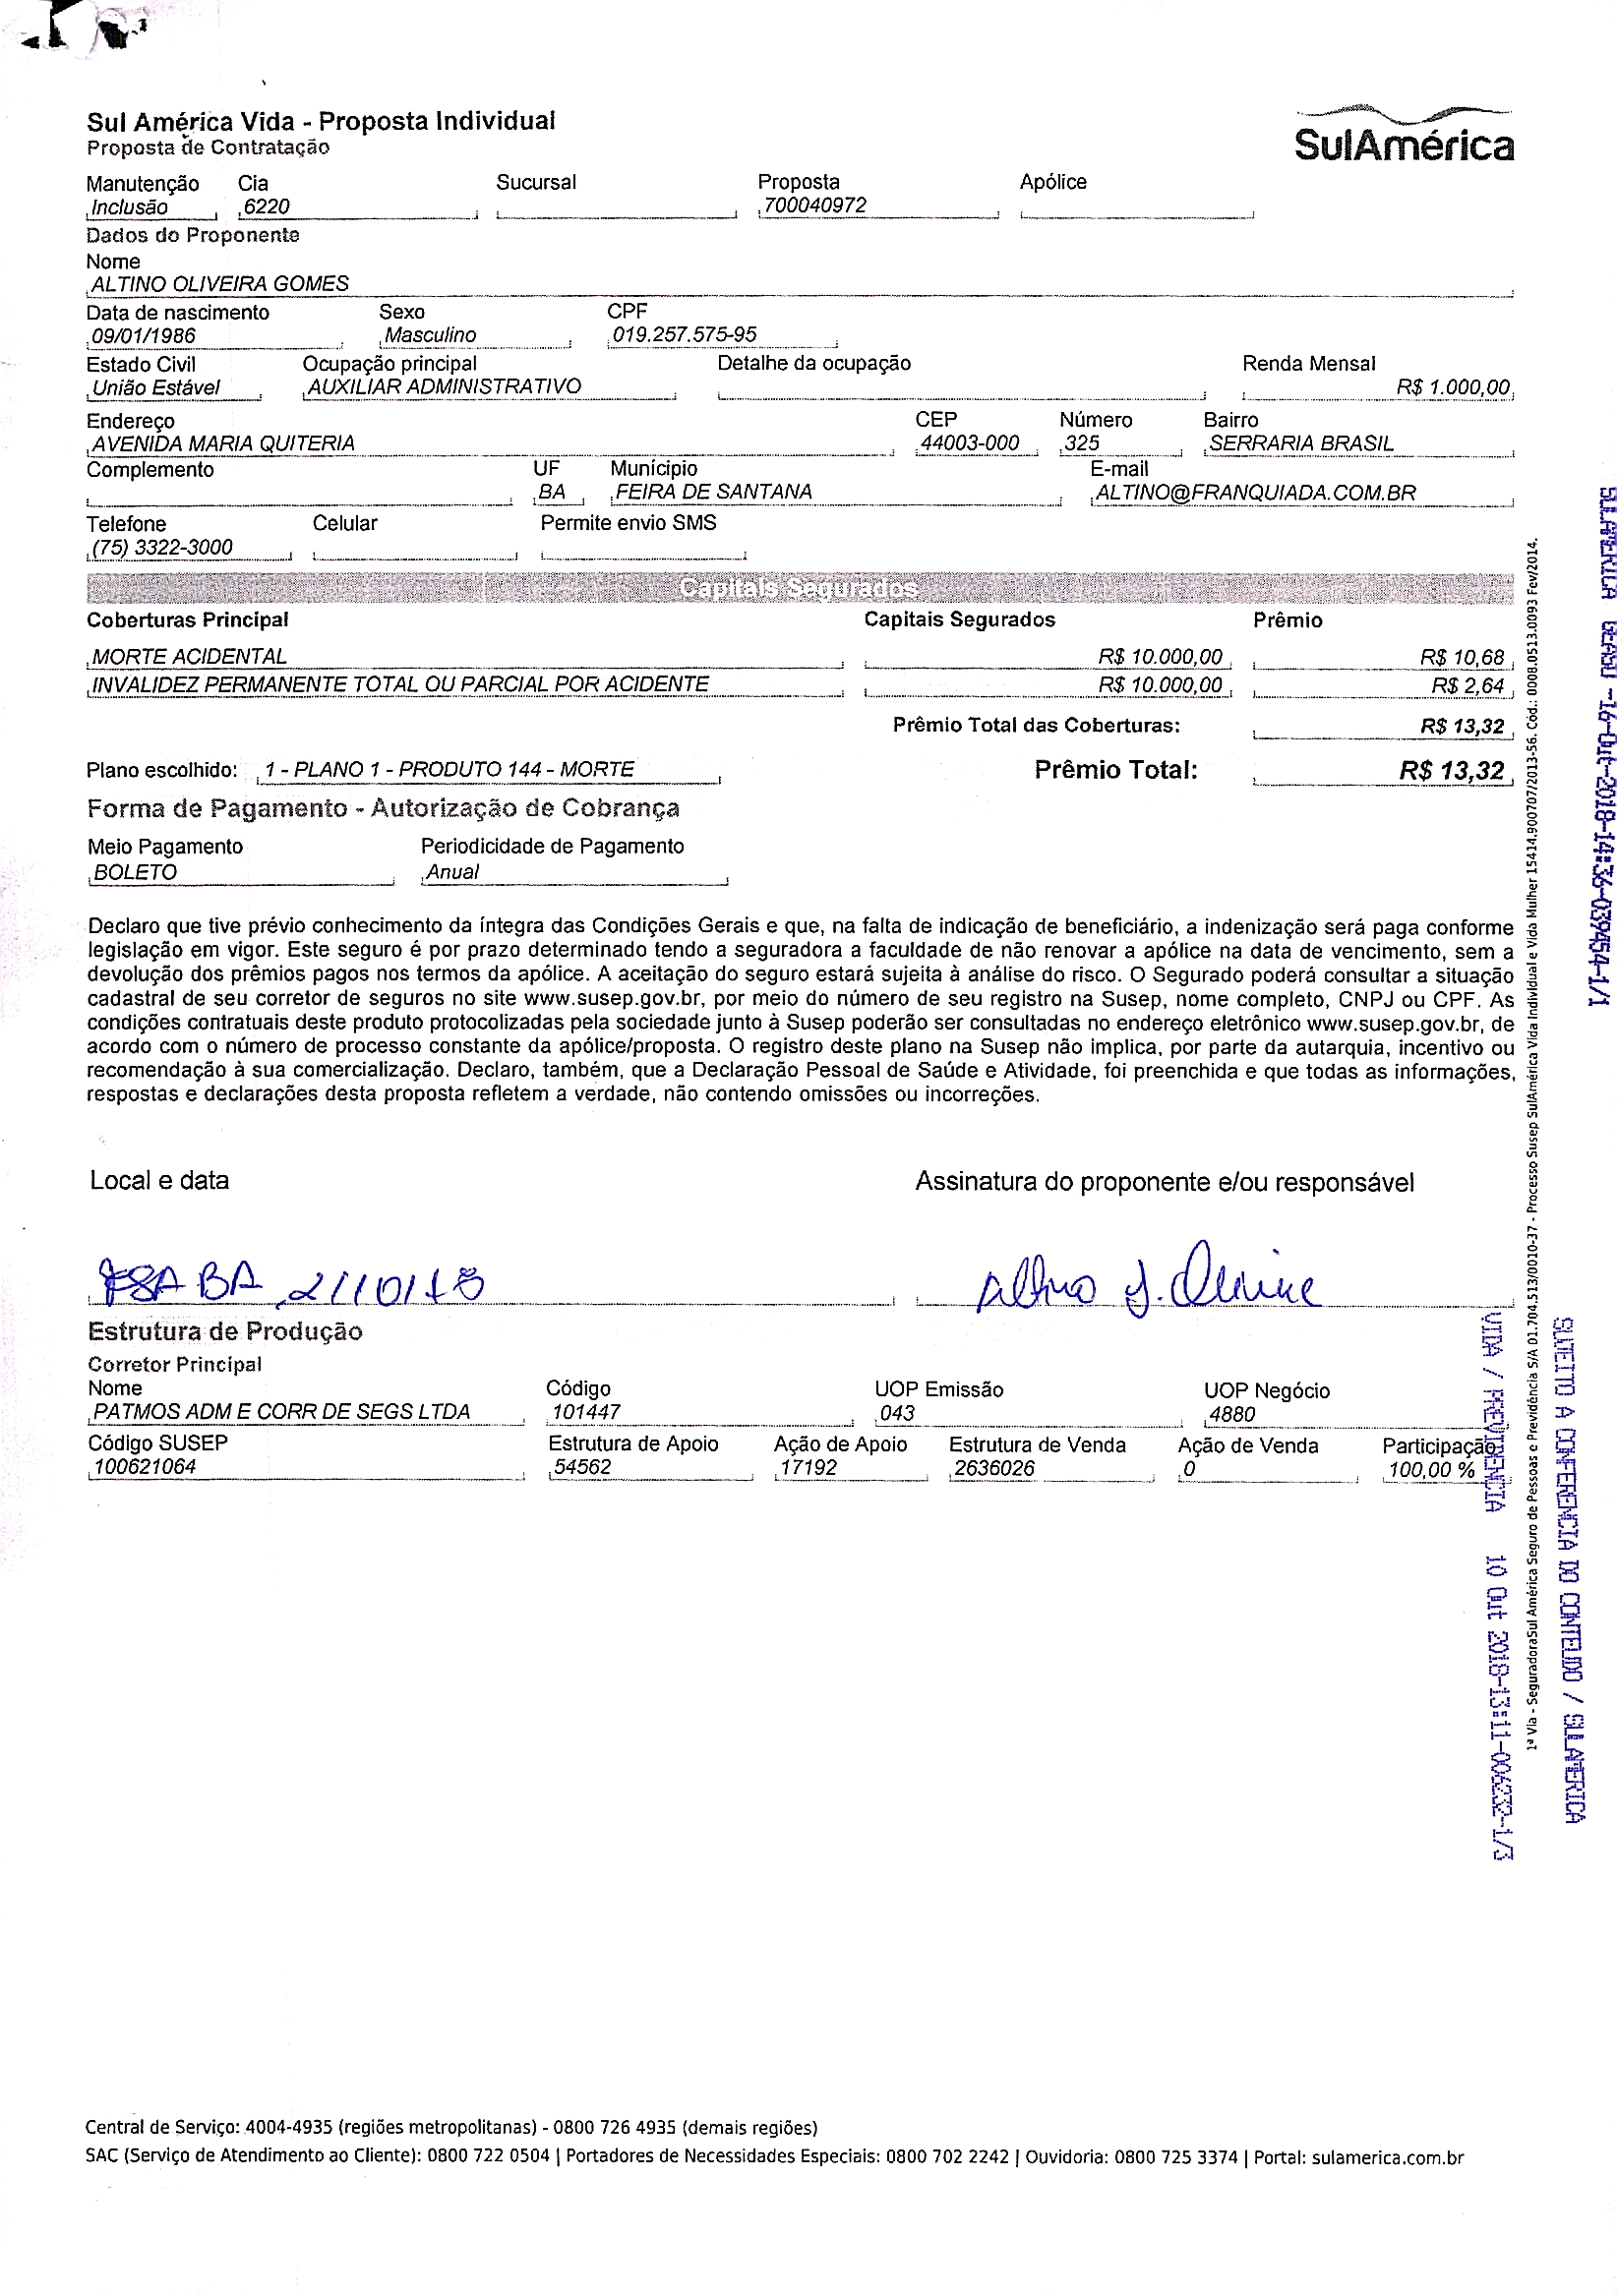 Sul América Vida - Proposta Individual
Proposta de Contratação
SulAmérica
Manutenção Cia Sucursal Proposta Apólice
Inclusão 6220 700040972
Dados do Proponente
Nome
ALTINO OLIVEIRA GOMES
Data de nascimento Sexo CPF
09/01/1986 Masculino 019.257.575-95
Estado Civil Ocupação principal Detalhe da ocupação Renda Mensal
União Estável AUXILIAR ADMINISTRATIVO R$ 1.000,00
Endereço CEP Número Bairro
AVENIDA MARIA QUITERIA 44003-000 325 SERRARIA BRASIL
Complemento UF Município E-mail
BA FEIRA DE SANTANA ALTINO@FRANQUIADA.COM.BR
Telefone Celular Permite envio SMS
(75) 3322-3000
Capitais Segurados
Coberturas Principal Capitais Segurados Prêmio
MORTE ACIDENTAL R$ 10.000,00 R$ 10,68
INVALIDEZ PERMANENTE TOTAL OU PARCIAL POR ACIDENTE R$ 10.000,00 R$ 2,64
Prêmio Total das Coberturas: R$ 13,32
Plano escolhido: 1 - PLANO 1 - PRODUTO 144 - MORTE Prêmio Total: R$ 13,32
Forma de Pagamento - Autorização de Cobrança
Meio Pagamento Periodicidade de Pagamento
BOLETO Anual
Declaro que tive prévio conhecimento da íntegra das Condições Gerais e que, na falta de indicação de beneficiário, a indenização será paga conforme
legislação em vigor. Este seguro é por prazo determinado tendo a seguradora a faculdade de não renovar a apólice na data de vencimento, sem a
devolução dos prêmios pagos nos termos da apólice. A aceitação do seguro estará sujeita à análise do risco. O Segurado poderá consultar a situação
cadastral de seu corretor de seguros no site www.susep.gov.br, por meio do número de seu registro na Susep, nome completo, CNPJ ou CPF. As
condições contratuais deste produto protocolizadas pela sociedade junto à Susep poderão ser consultadas no endereço eletrônico www.susep.gov.br, de
acordo com o número de processo constante da apólice/proposta. O registro deste plano na Susep não implica, por parte da autarquia, incentivo ou
recomendação à sua comercialização. Declaro, também, que a Declaração Pessoal de Saúde e Atividade, foi preenchida e que todas as informações,
respostas e declarações desta proposta refletem a verdade, não contendo omissões ou incorreções.
Local e data Assinatura do proponente e/ou responsável
FSA BA, 2/10/18 Altino
Estrutura de Produção
Corretor Principal
Nome Código UOP Emissão UOP Negócio
PATMOS ADM E CORR DE SEGS LTDA 101447 043 4880
Código SUSEP Estrutura de Apoio Ação de Apoio Estrutura de Venda Ação de Venda Participação
100621064 54562 17192 2636026 0 100,00 %
Central de Serviço: 4004-4935 (regiões metropolitanas) - 0800 726 4935 (demais regiões)
SAC (Serviço de Atendimento ao Cliente): 0800 722 0504 | Portadores de Necessidades Especiais: 0800 702 2242 | Ouvidoria: 0800 725 3374 | Portal: sulamerica.com.br
1ª Via - SeguradoraSul América Seguro de Pessoas e Previdência S/A 01.704.513/0010-37 - Processo Susep SulAmérica Vida Individual e Vida Mulher 15414.900707/2013-56. Cód.: 0008.0513.0093 Fev/2014.
VIDA / PREVIDENCIA 10 Out 2018-13:11-006232-1/3
SUJEITO A CONFERENCIA DO CONTEUDO / SULAMERICA
SULAMERICA -16-Out-2018-14:36-037454-1/1